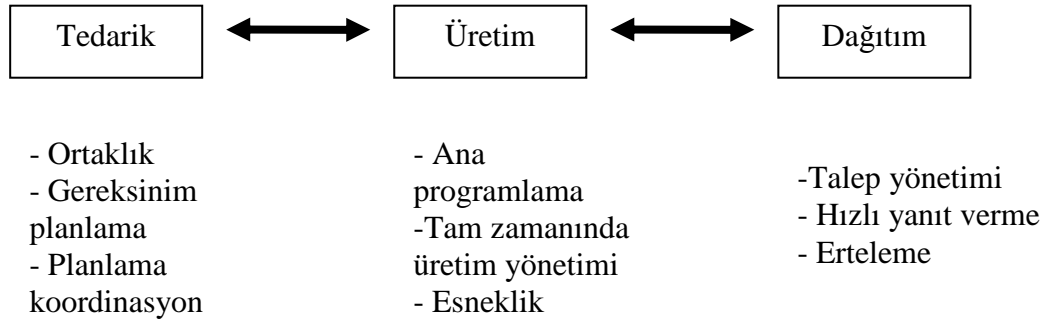 Tedarik
Üretim
Dağıtım
- Ortaklık
- Gereksinim
planlama
- Planlama
koordinasyon
- Ana
programlama
-Tam zamanında
üretim yönetimi
- Esneklik
-Talep yönetimi
- Hızlı yanıt verme
- Erteleme